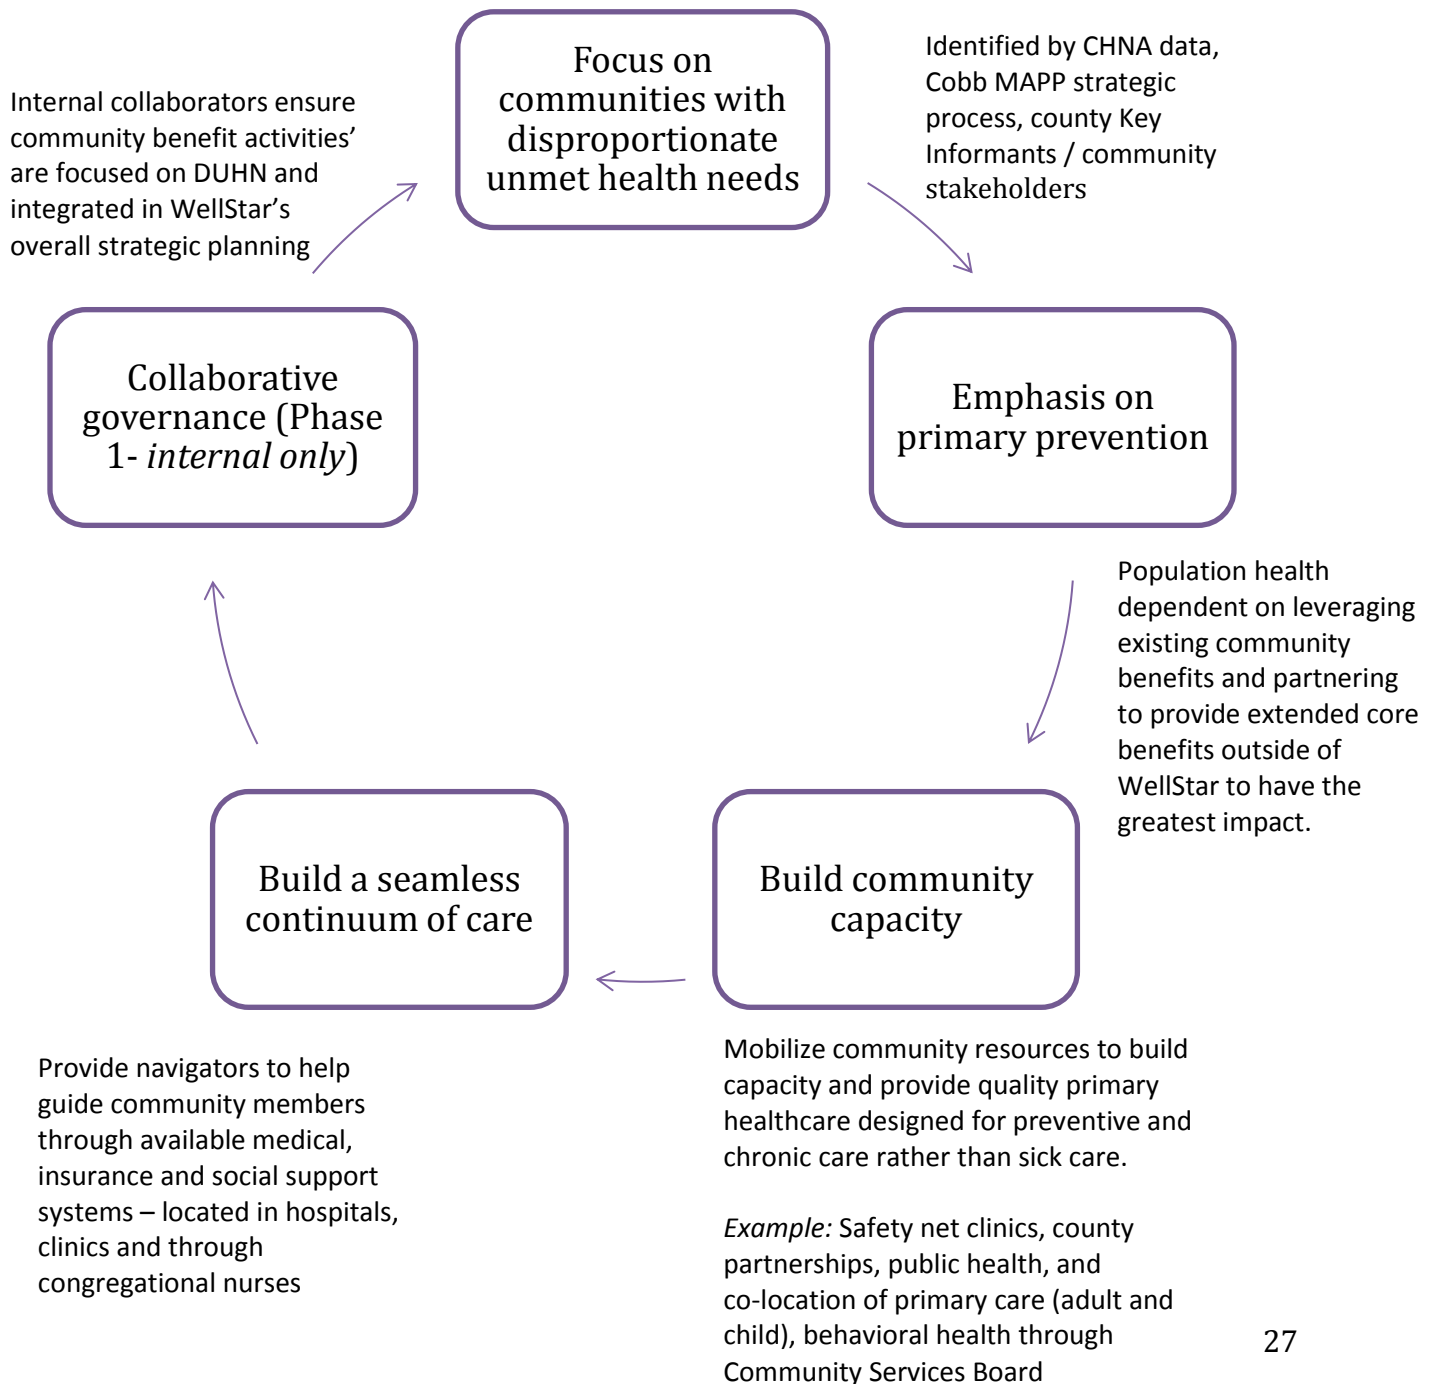 Focus on
communities with
disproportionate
unmet health needs
Identified by CHNA data,
Cobb MAPP strategic
process, county Key
Informants / community
stakeholders
Emphasis on
primary prevention
Population health
dependent on leveraging
existing community
benefits and partnering
to provide extended core
benefits outside of
WellStar to have the
greatest impact.
Build community
capacity
Mobilize community resources to build
capacity and provide quality primary
healthcare designed for preventive and
chronic care rather than sick care.
Example: Safety net clinics, county
partnerships, public health, and
co-location of primary care (adult and
child), behavioral health through
Community Services Board
Build a seamless
continuum of care
Provide navigators to help
guide community members
through available medical,
insurance and social support
systems – located in hospitals,
clinics and through
congregational nurses
Collaborative
governance (Phase
1- internal only)
Internal collaborators ensure
community benefit activities’
are focused on DUHN and
integrated in WellStar’s
overall strategic planning
27